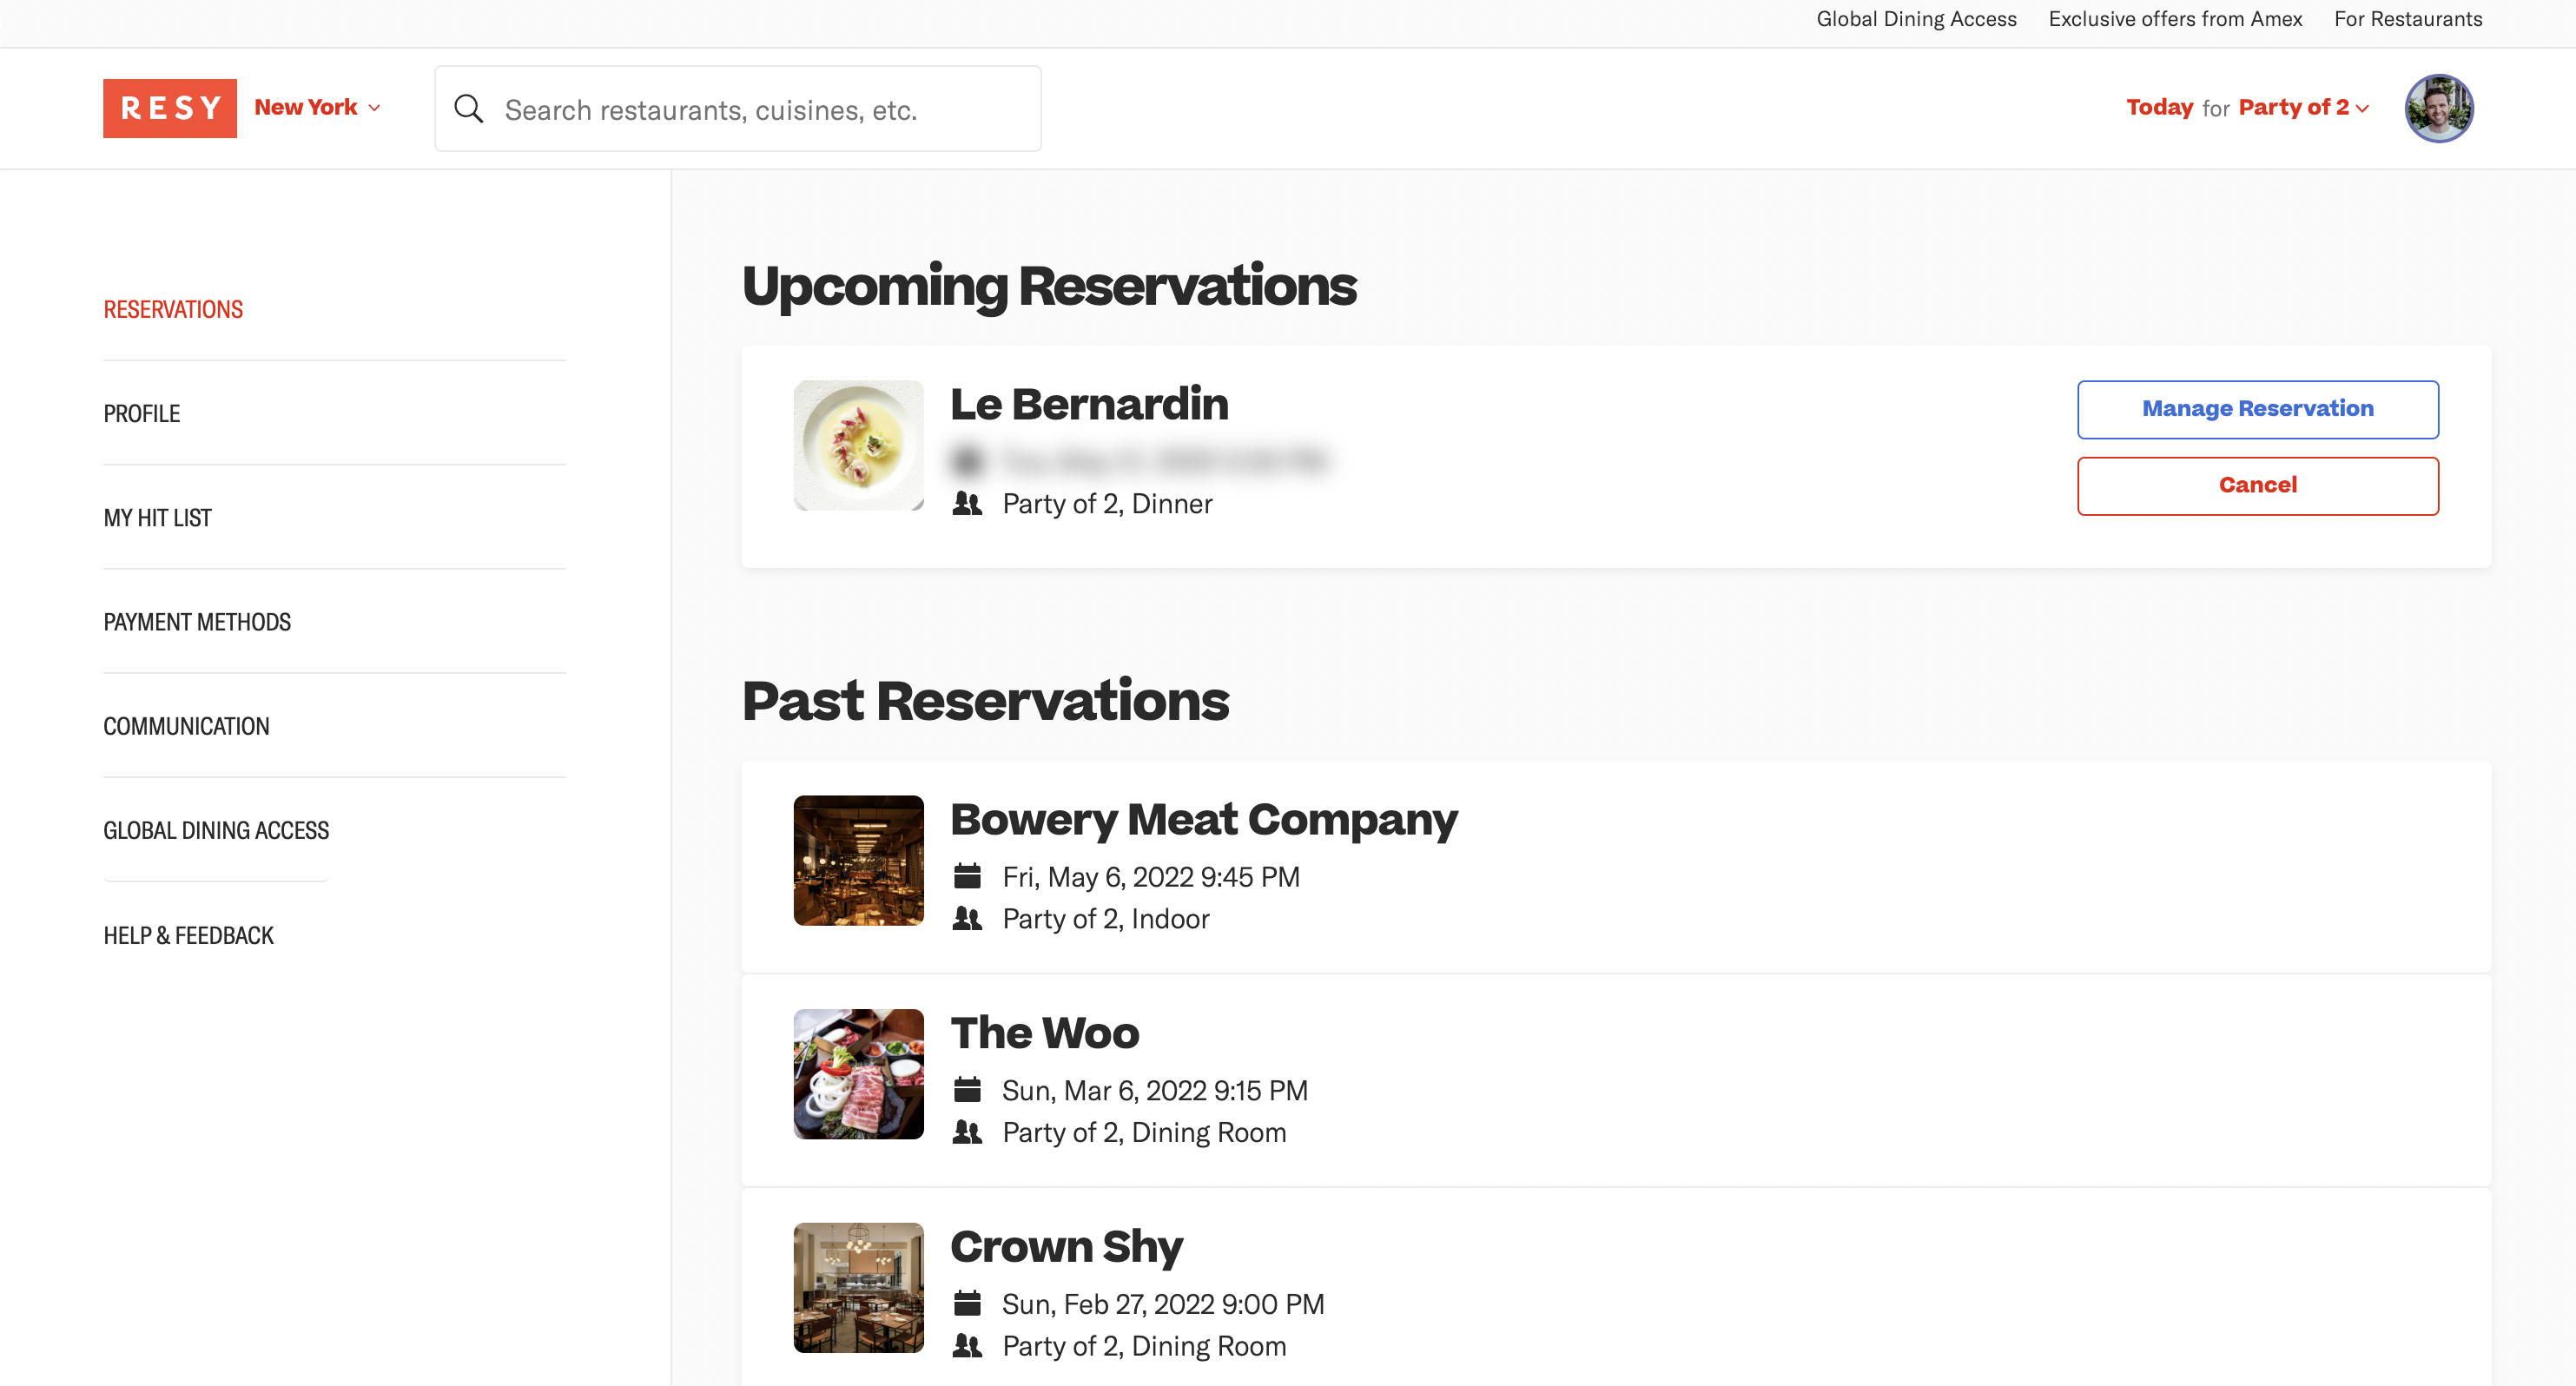 Global Dining Access Exclusive offers from Amex For Restaurants
RESY New York Search restaurants, cuisines, etc. Today for Party of 2
RESERVATIONS
PROFILE
MY HIT LIST
PAYMENT METHODS
COMMUNICATION
GLOBAL DINING ACCESS
HELP & FEEDBACK
Upcoming Reservations
Le Bernardin
Party of 2, Dinner
Manage Reservation
Cancel
Past Reservations
Bowery Meat Company
Fri, May 6, 2022 9:45 PM
Party of 2, Indoor
The Woo
Sun, Mar 6, 2022 9:15 PM
Party of 2, Dining Room
Crown Shy
Sun, Feb 27, 2022 9:00 PM
Party of 2, Dining Room